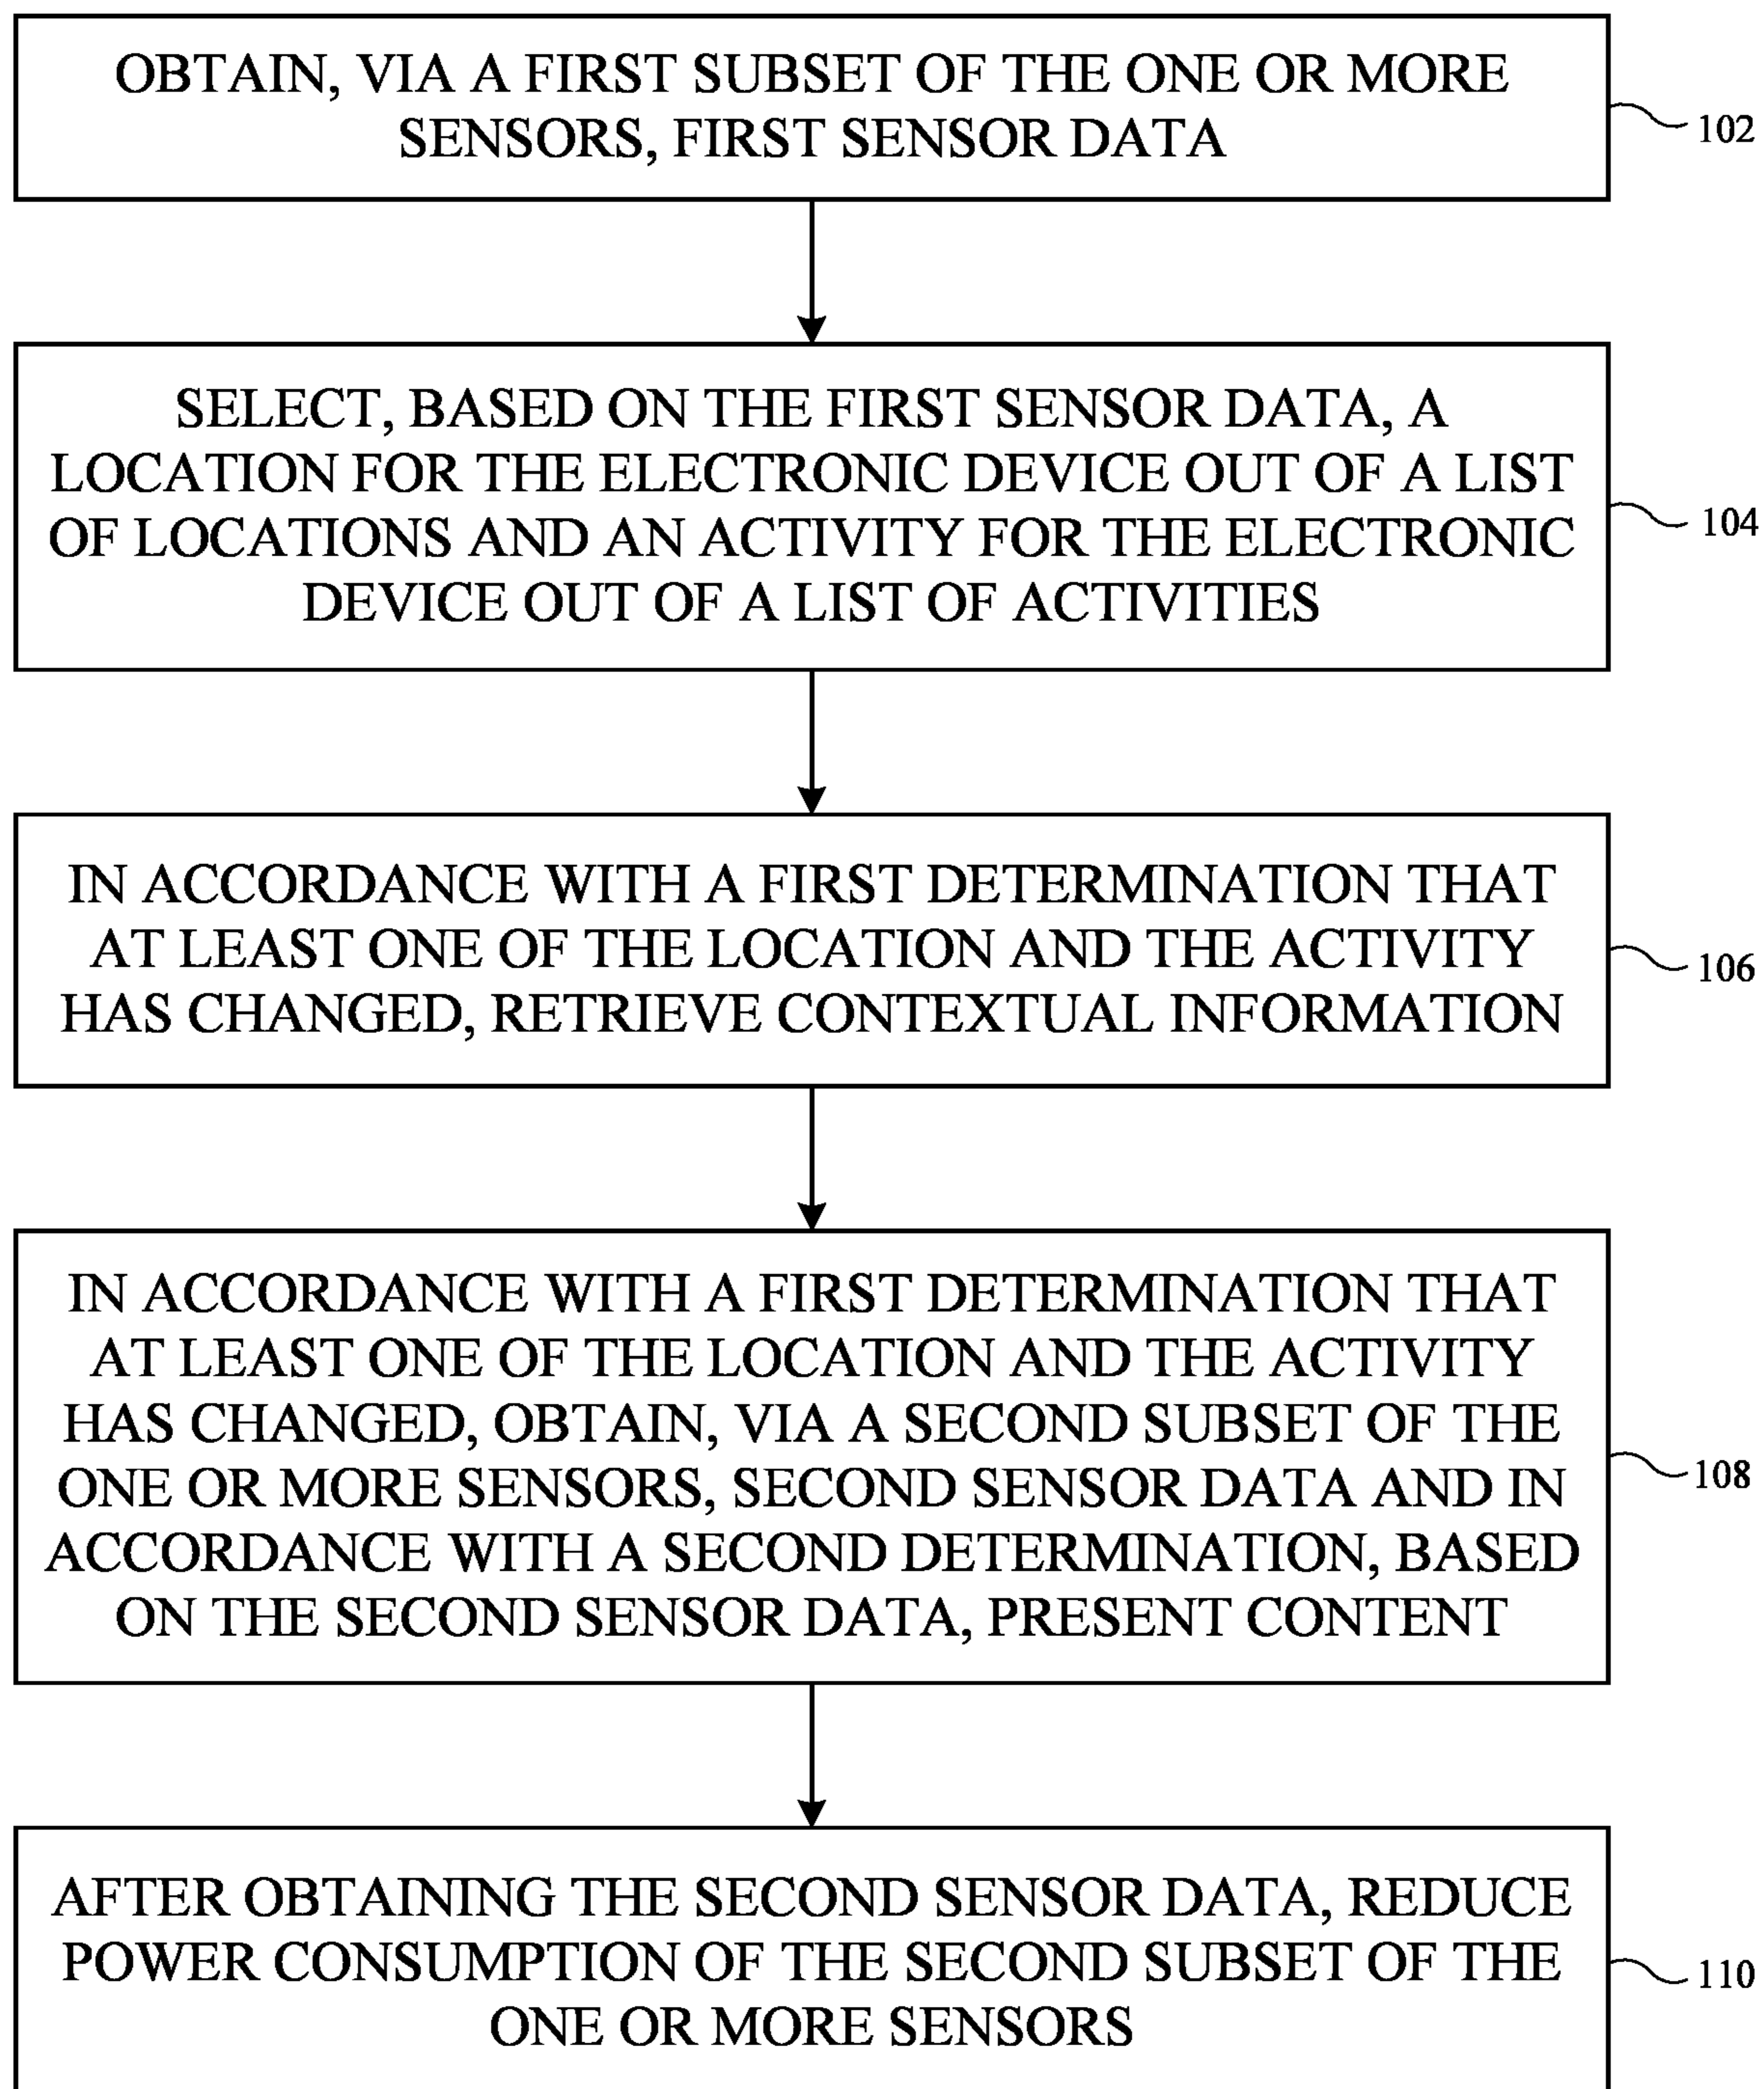 OBTAIN, VIA A FIRST SUBSET OF THE ONE OR MORE
SENSORS, FIRST SENSOR DATA
102
SELECT, BASED ON THE FIRST SENSOR DATA, A
LOCATION FOR THE ELECTRONIC DEVICE OUT OF A LIST
OF LOCATIONS AND AN ACTIVITY FOR THE ELECTRONIC
DEVICE OUT OF A LIST OF ACTIVITIES
104
IN ACCORDANCE WITH A FIRST DETERMINATION THAT
AT LEAST ONE OF THE LOCATION AND THE ACTIVITY
HAS CHANGED, RETRIEVE CONTEXTUAL INFORMATION
106
IN ACCORDANCE WITH A FIRST DETERMINATION THAT
AT LEAST ONE OF THE LOCATION AND THE ACTIVITY
HAS CHANGED, OBTAIN, VIA A SECOND SUBSET OF THE
ONE OR MORE SENSORS, SECOND SENSOR DATA AND IN
ACCORDANCE WITH A SECOND DETERMINATION, BASED
ON THE SECOND SENSOR DATA, PRESENT CONTENT
108
AFTER OBTAINING THE SECOND SENSOR DATA, REDUCE
POWER CONSUMPTION OF THE SECOND SUBSET OF THE
ONE OR MORE SENSORS
110